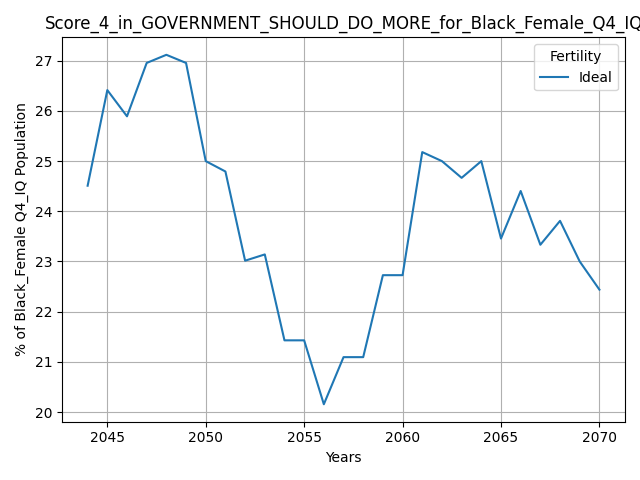 Score_4_in_GOVERNMENT_SHOULD_DO_MORE_for_Black_Female_Q4_IQ
Fertility
Ideal
% of Black_Female Q4_IQ Population
27
26
25
24
23
22
21
20
2045 2050 2055 2060 2065 2070
Years